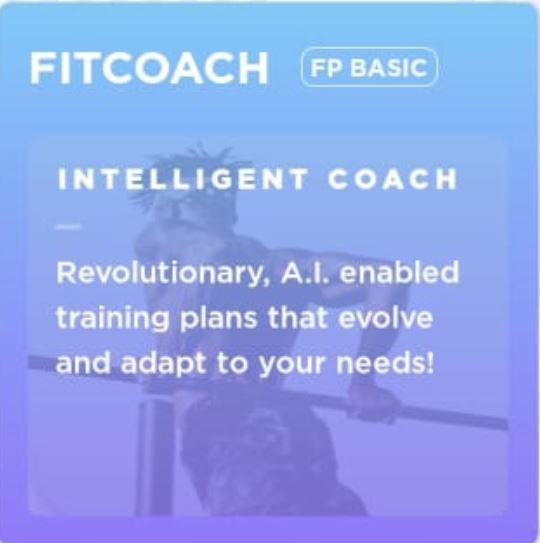 FITCOACH FP BASIC
INTELLIGENT COACH
Revolutionary, A.I. enabled
training plans that evolve
and adapt to your needs!